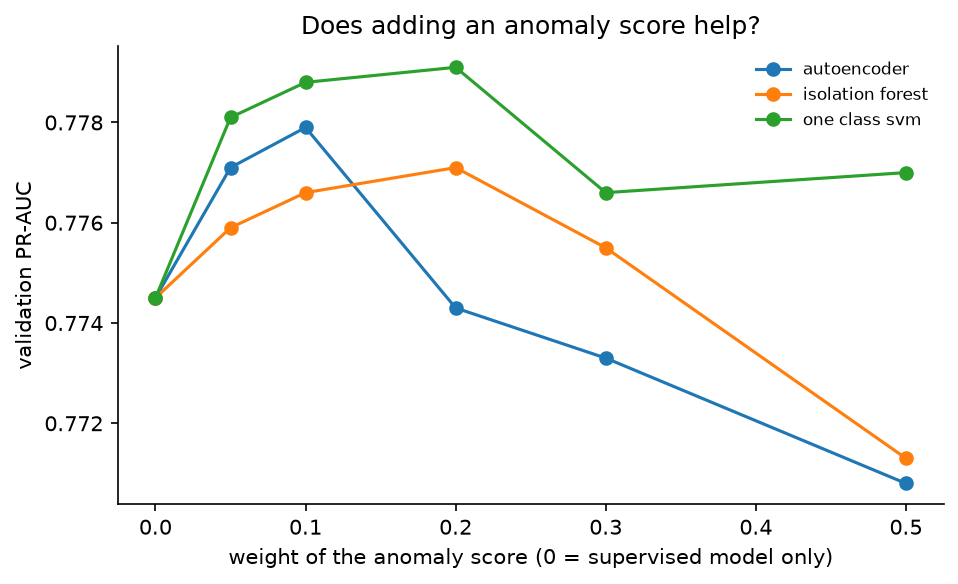 Does adding an anomaly score help?
autoencoder
isolation forest
one class svm
validation PR-AUC
0.778
0.776
0.774
0.772
0.0 0.1 0.2 0.3 0.4 0.5
weight of the anomaly score (0 = supervised model only)